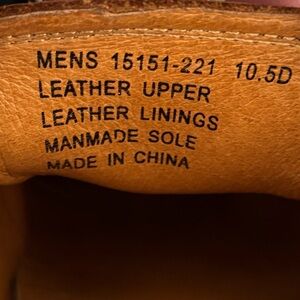 MENS 15151-221 10.5D
LEATHER UPPER
LEATHER LININGS
MANMADE SOLE
MADE IN CHINA